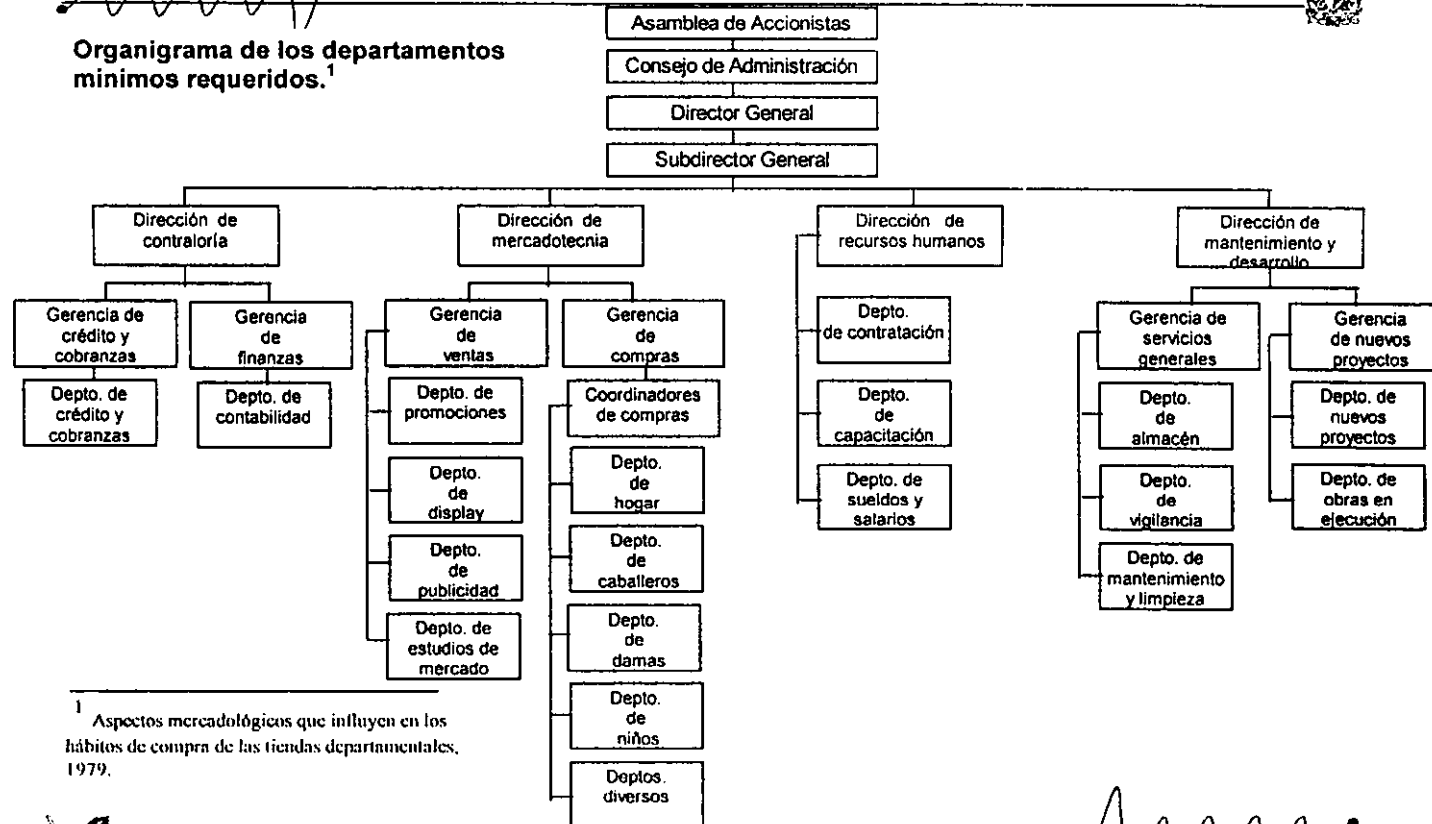 Organigrama de los departamentos
minimos requeridos.1
Asamblea de Accionistas
Consejo de Administración
Director General
Subdirector General
Dirección de
contraloría
Gerencia de
crédito y
cobranzas
Depto. de
crédito y
cobranzas
Gerencia
de
finanzas
Depto. de
contabilidad
Dirección de
mercadotecnia
Gerencia
de
ventas
Depto. de
promociones
Depto.
de
display
Depto.
de
publicidad
Depto. de
estudios de
mercado
Gerencia
de
compras
Coordinadores
de compras
Depto.
de
hogar
Depto.
de
caballeros
Depto.
de
damas
Depto.
de
niños
Deptos.
diversos
Dirección de
recursos humanos
Depto.
de contratación
Depto.
de
capacitación
Depto. de
sueldos y
salarios
Dirección de
mantenimiento y
desarrollo
Gerencia de
servicios
generales
Depto.
de
almacén
Depto.
de
vigilancia
Depto. de
mantenimiento
y limpieza
Gerencia
de nuevos
proyectos
Depto. de
nuevos
proyectos
Depto. de
obras en
ejecución
1 Aspectos mercadológicos que influyen en los
hábitos de compra de las tiendas departamentales,
1979.